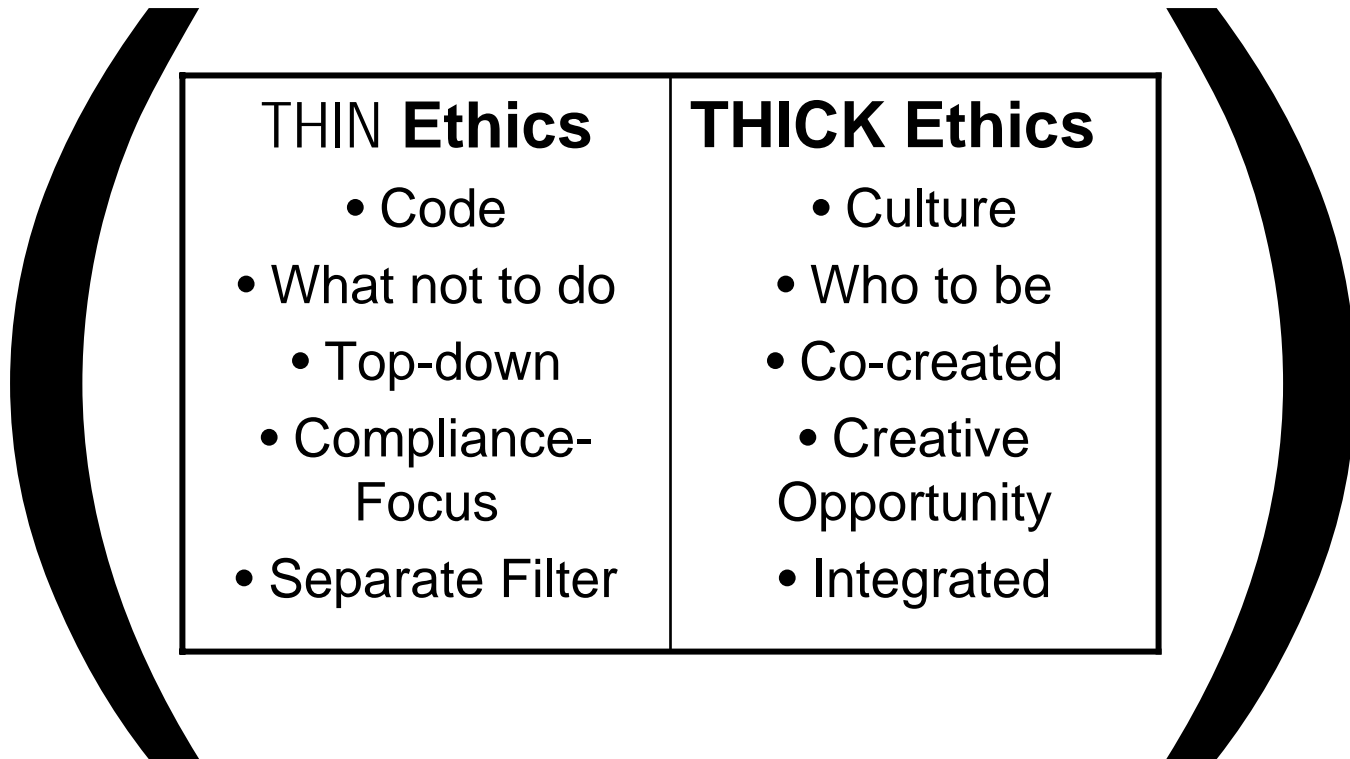 THIN Ethics
• Code
• What not to do
• Top-down
• Compliance-
Focus
• Separate Filter
THICK Ethics
• Culture
• Who to be
• Co-created
• Creative
Opportunity
• Integrated